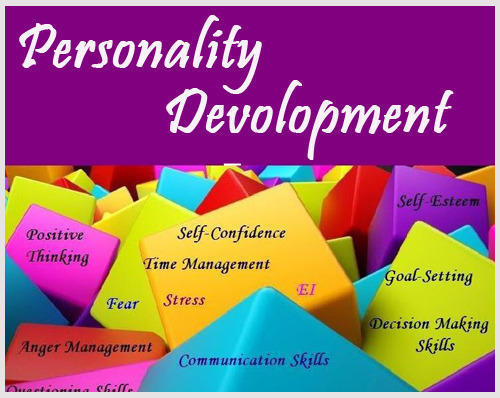 Personality
Devolopment
Self-Esteem
Positive
Thinking
Self-Confidence
Time Management
Goal-Setting
Fear
Stress
EI
Decision Making
Skills
Anger Management
Communication Skills
Questioning Skills